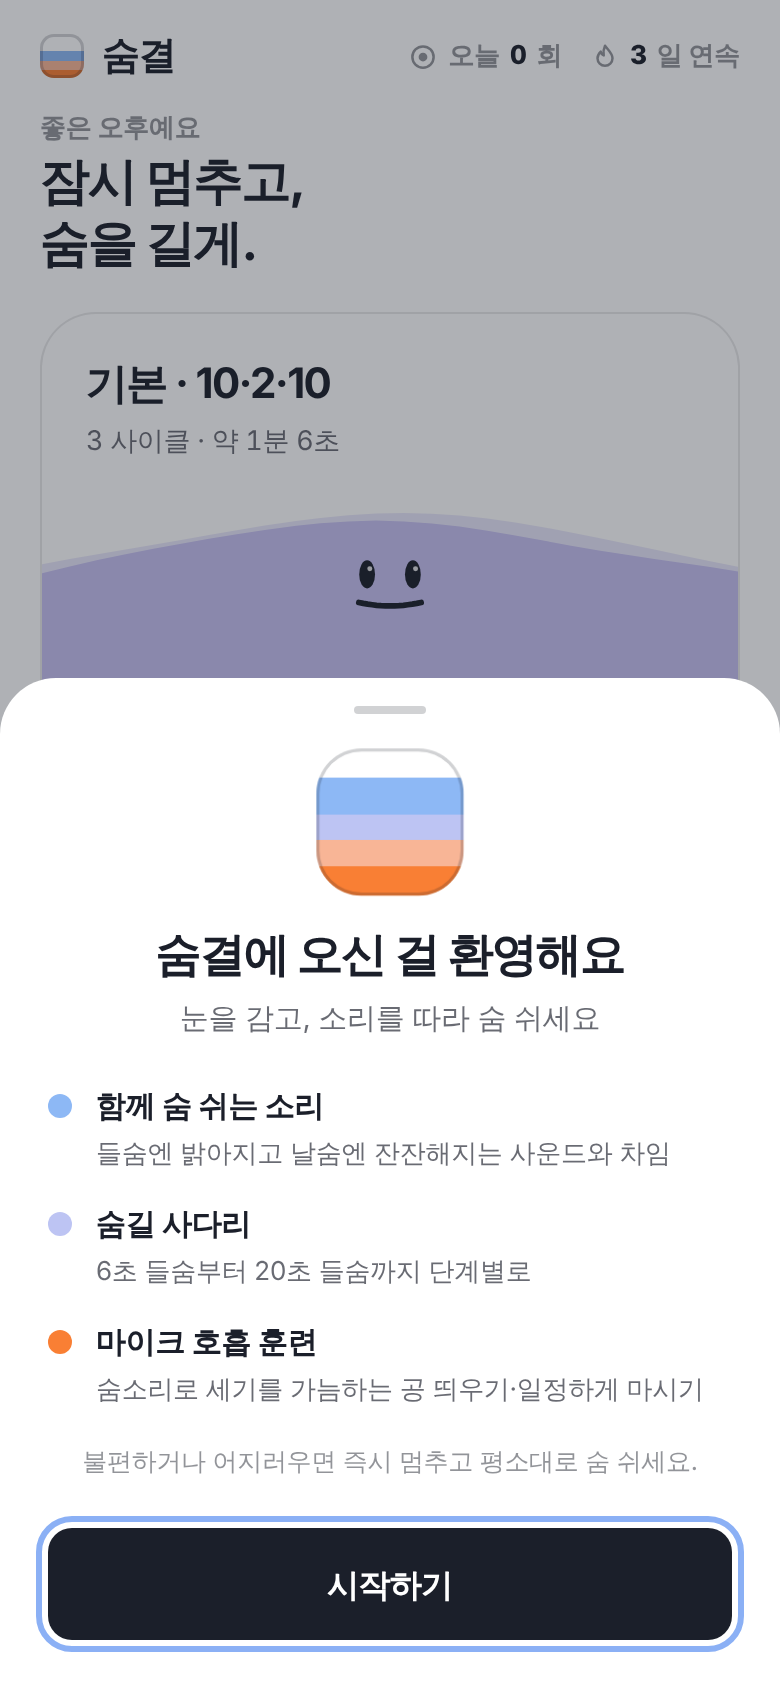 숨결
오늘 0 회 3 일 연속
좋은 오후예요
잠시 멈추고,
숨을 길게.
기본 · 10·2·10
3 사이클 · 약 1분 6초
숨결에 오신 걸 환영해요
눈을 감고, 소리를 따라 숨 쉬세요
함께 숨 쉬는 소리
들숨엔 밝아지고 날숨엔 잔잔해지는 사운드와 차임
숨길 사다리
6초 들숨부터 20초 들숨까지 단계별로
마이크 호흡 훈련
숨소리로 세기를 가늠하는 공 띄우기·일정하게 마시기
불편하거나 어지러우면 즉시 멈추고 평소대로 숨 쉬세요.
시작하기